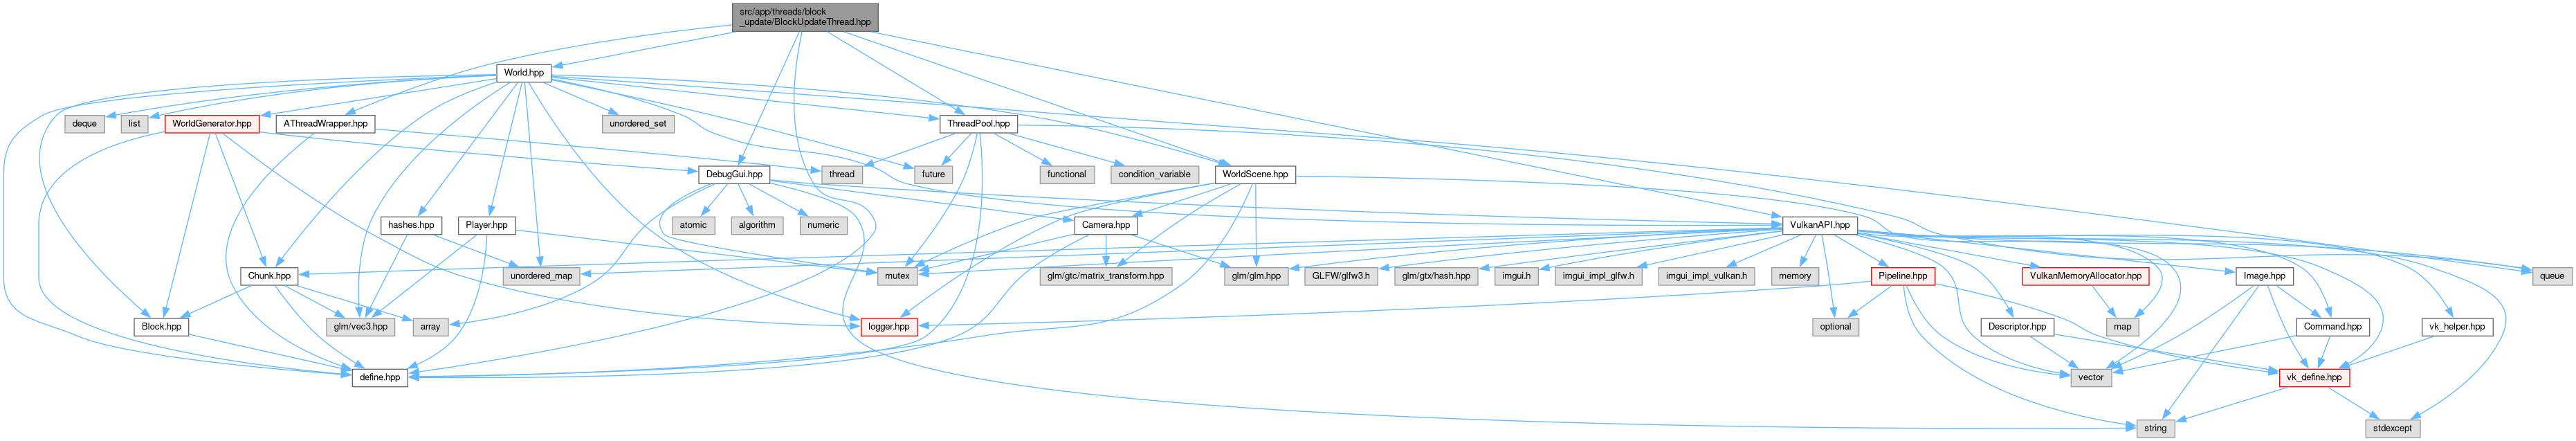 src/app/threads/block
_update/BlockUpdateThread.hpp
World.hpp
deque
list
WorldGenerator.hpp
AThreadWrapper.hpp
unordered_set
ThreadPool.hpp
DebugGui.hpp
thread
future
functional
condition_variable
WorldScene.hpp
hashes.hpp
Player.hpp
atomic
algorithm
numeric
Camera.hpp
VulkanAPI.hpp
Chunk.hpp
unordered_map
mutex
glm/gtc/matrix_transform.hpp
glm/glm.hpp
GLFW/glfw3.h
glm/gtx/hash.hpp
imgui.h
imgui_impl_glfw.h
imgui_impl_vulkan.h
memory
Pipeline.hpp
VulkanMemoryAllocator.hpp
Image.hpp
queue
Block.hpp
glm/vec3.hpp
array
logger.hpp
optional
Descriptor.hpp
map
Command.hpp
vk_helper.hpp
define.hpp
vector
vk_define.hpp
string
stdexcept